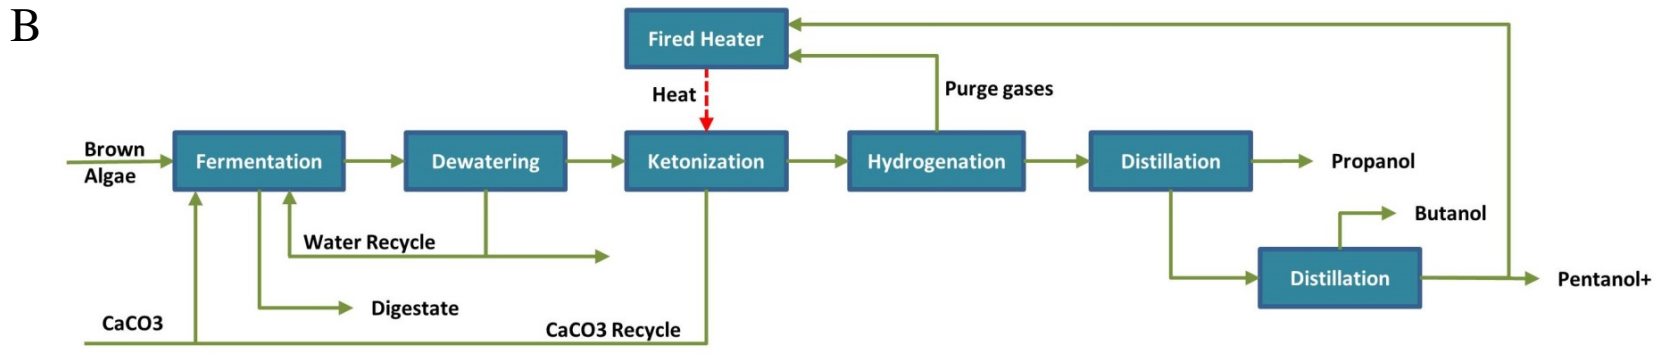 B
Fired Heater
Heat
Purge gases
Brown
Algae
Fermentation
Dewatering
Ketonization
Hydrogenation
Distillation
Propanol
Butanol
Water Recycle
Distillation
Pentanol+
Digestate
CaCO3
CaCO3 Recycle